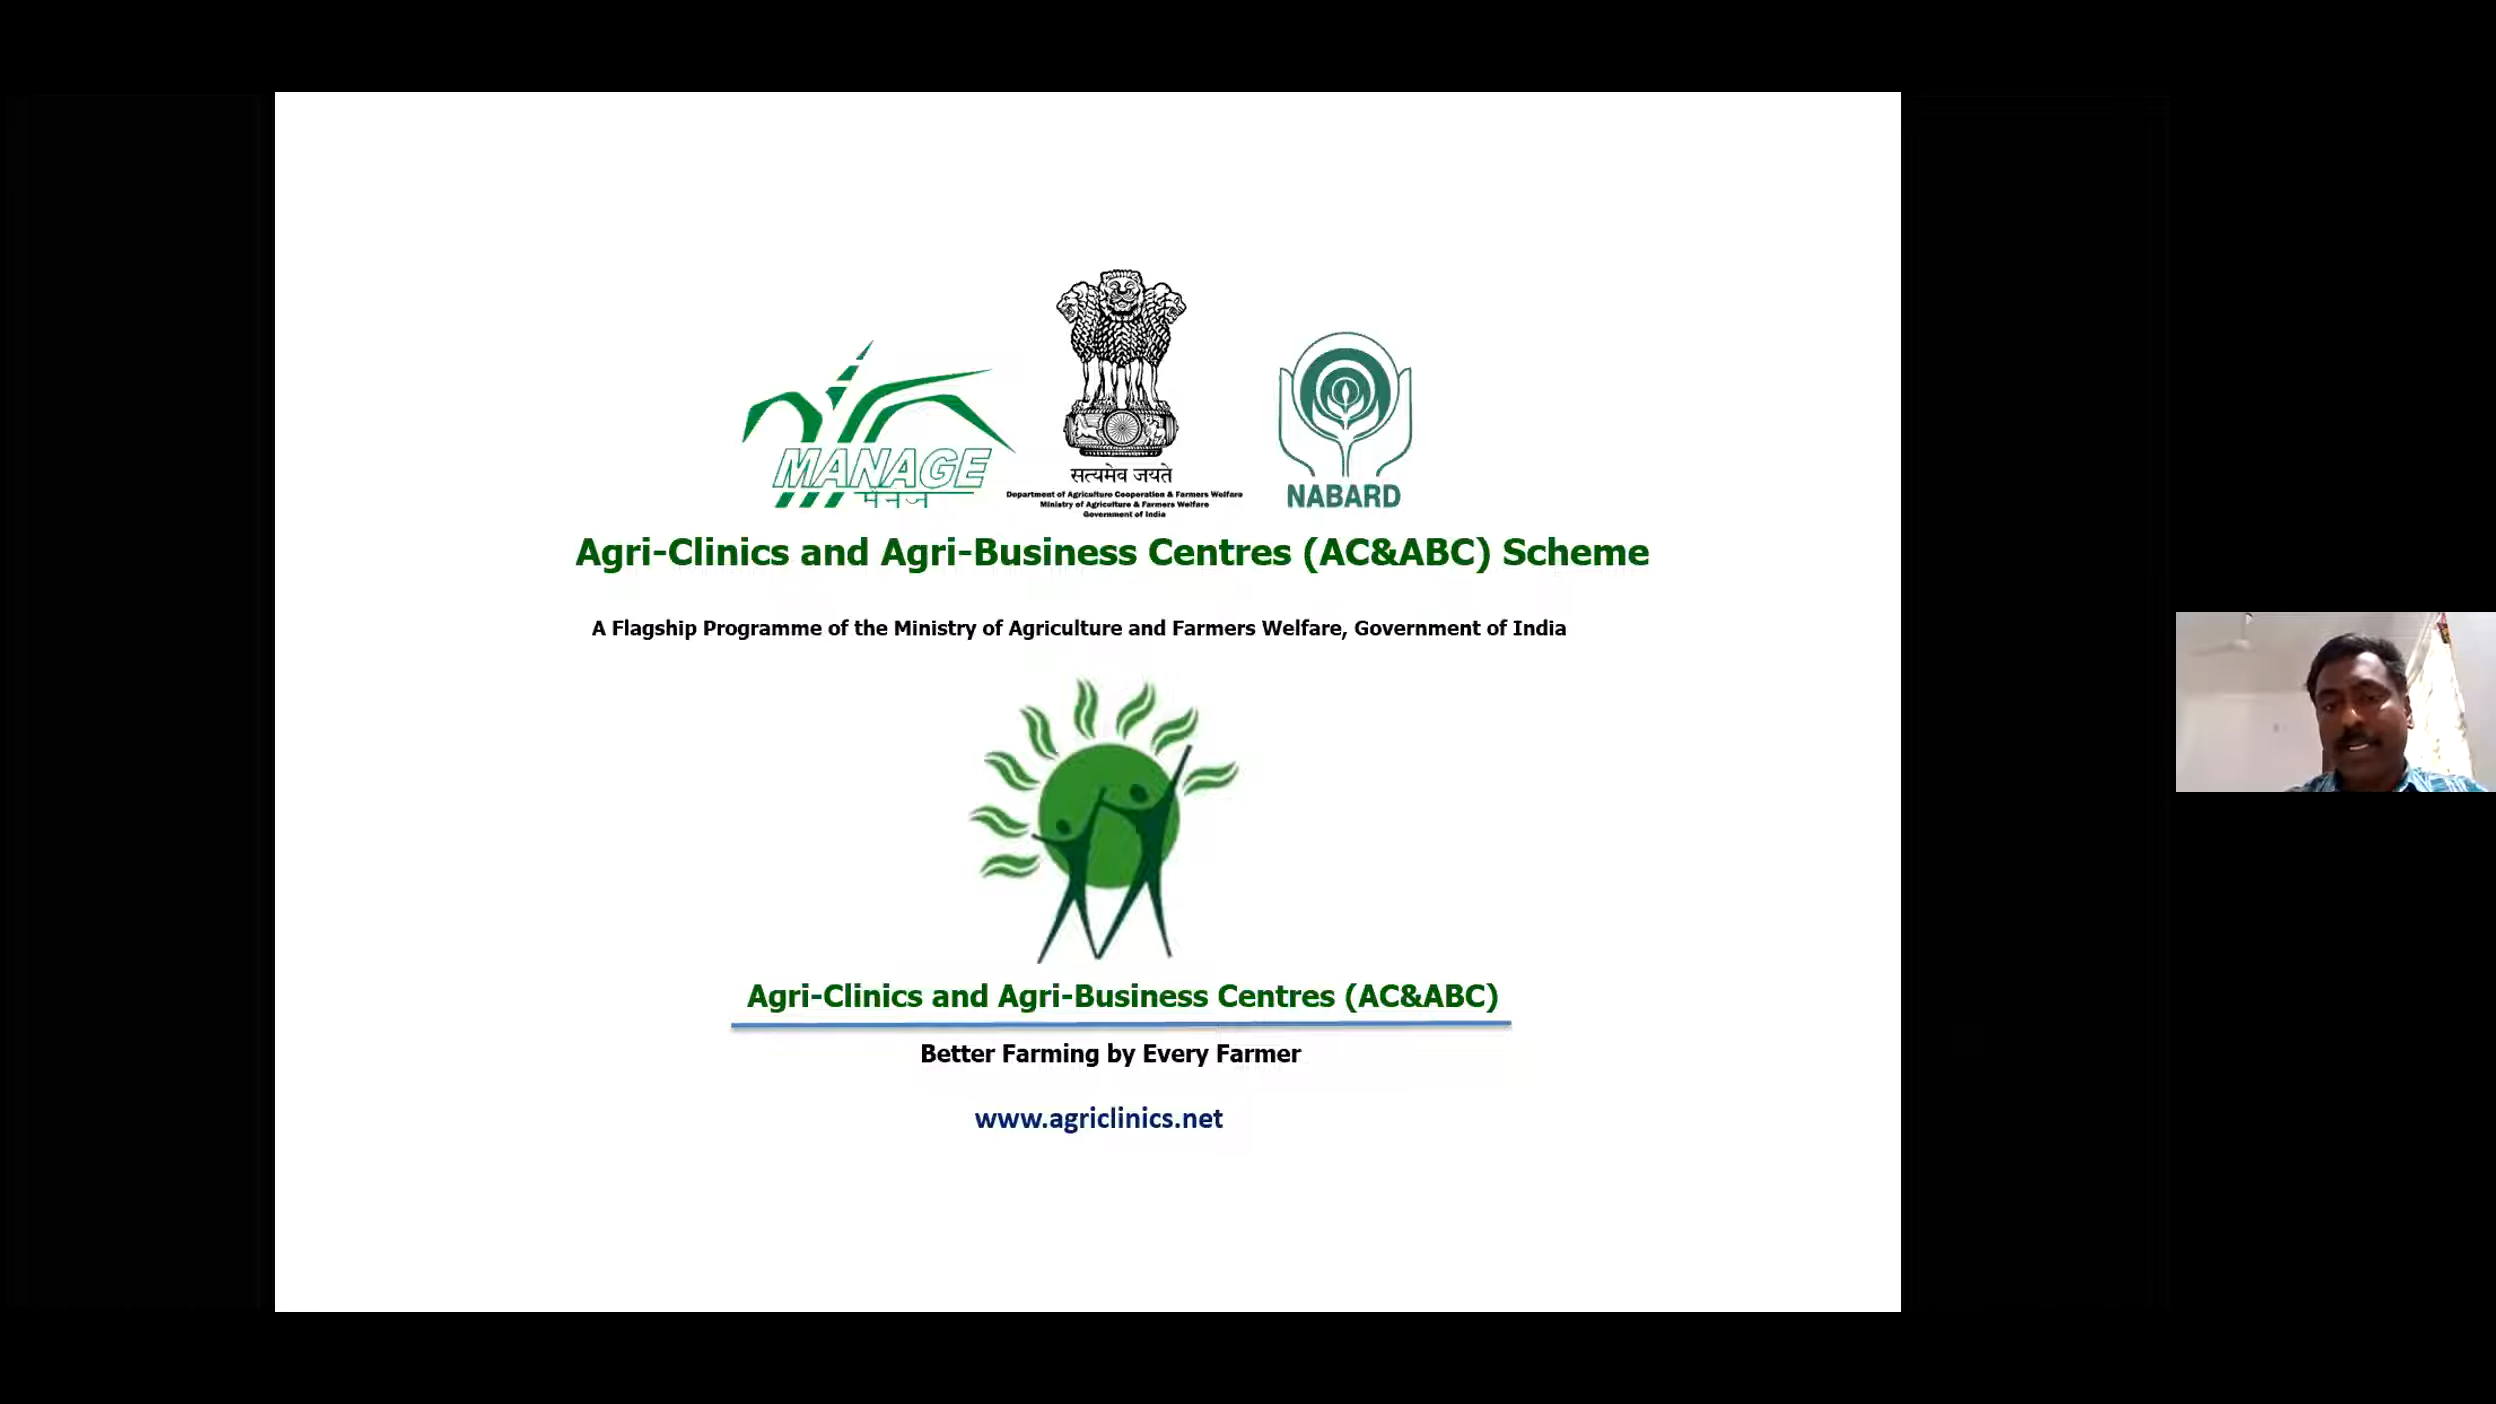 MANAGE
मैनेज
सत्यमेव जयते
Department of Agriculture Cooperation & Farmers Welfare
Ministry of Agriculture & Farmers Welfare
Government of India
NABARD
Agri-Clinics and Agri-Business Centres (AC&ABC) Scheme
A Flagship Programme of the Ministry of Agriculture and Farmers Welfare, Government of India
Agri-Clinics and Agri-Business Centres (AC&ABC)
Better Farming by Every Farmer
www.agriclinics.net